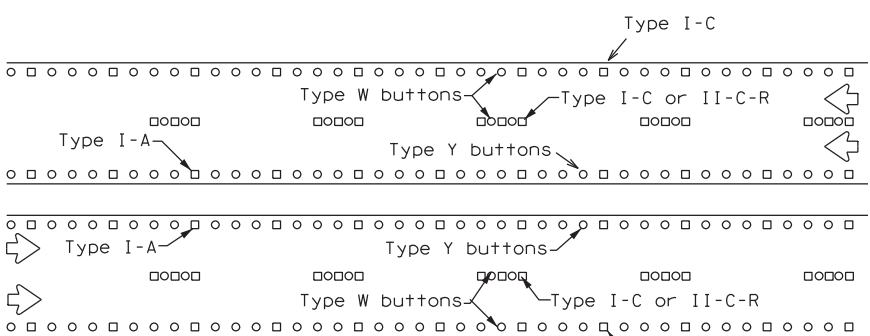 Type I-C
Type W buttons
Type I-C or II-C-R
Type I-A
Type Y buttons
Type I-A
Type Y buttons
Type W buttons
Type I-C or II-C-R